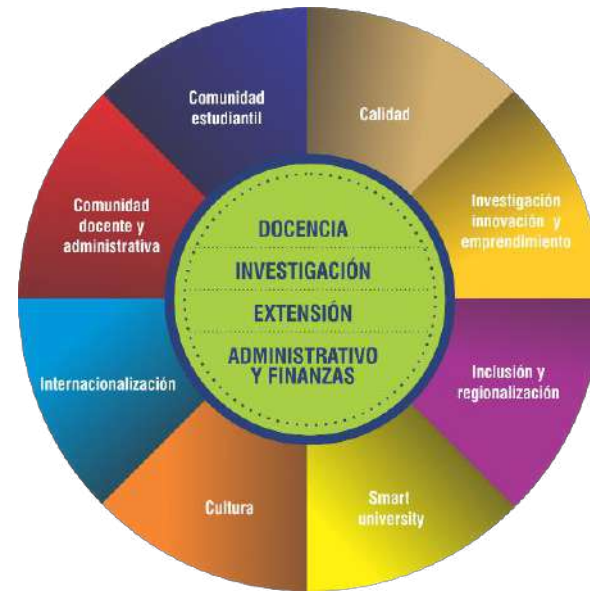 Comunidad
estudiantil
Calidad
Investigación
innovación y
emprendimiento
Inclusión y
regionalización
Smart
university
Cultura
Internacionalización
Comunidad
docente y
administrativa
DOCENCIA
INVESTIGACIÓN
EXTENSIÓN
ADMINISTRATIVO
Y FINANZAS